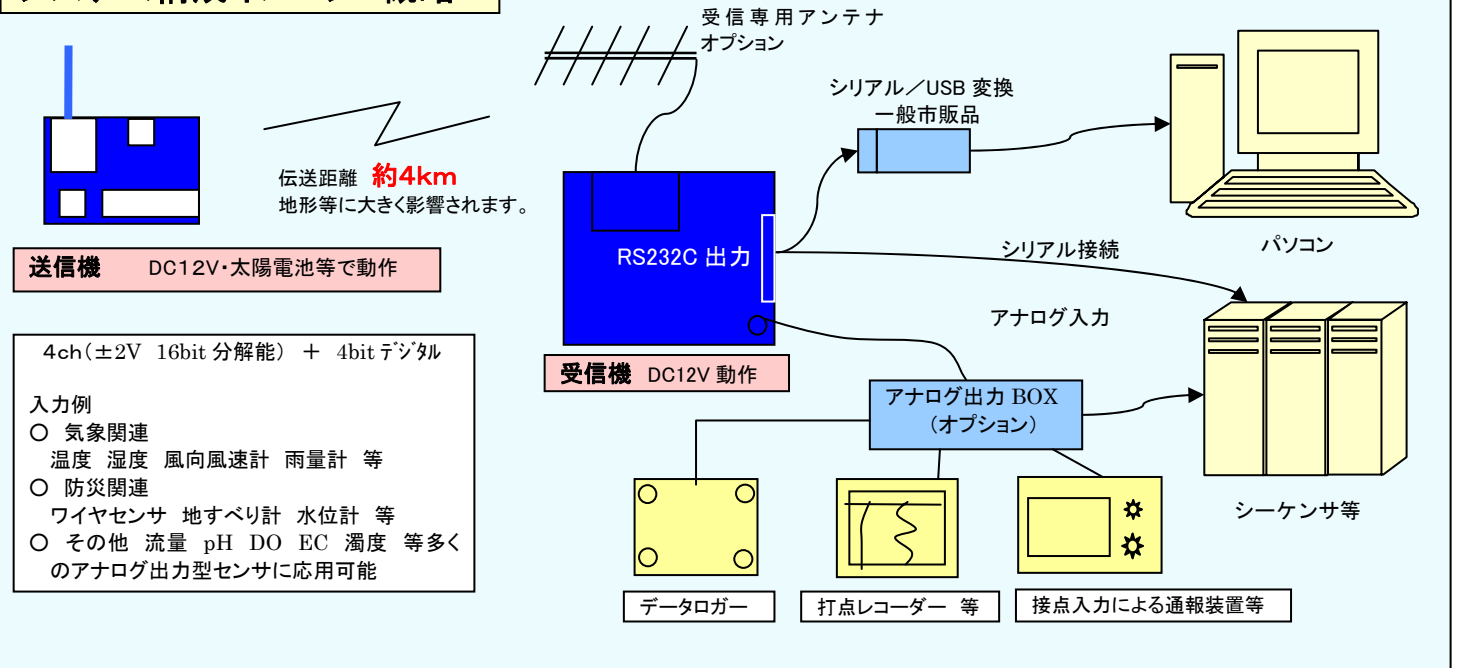 受信専用アンテナ
オプション
シリアル／USB 変換
一般市販品
伝送距離 約4km
地形等に大きく影響されます。
送信機 DC12V・太陽電池等で動作
RS232C 出力
シリアル接続
パソコン
アナログ入力
受信機 DC12V 動作
4ch（±2V 16bit 分解能） ＋ 4bit デジタル
入力例
○ 気象関連
温度 湿度 風向風速計 雨量計 等
○ 防災関連
ワイヤセンサ 地すべり計 水位計 等
○ その他 流量 pH DO EC 濁度 等多く
のアナログ出力型センサに応用可能
アナログ出力 BOX
（オプション）
シーケンサ等
データロガー
打点レコーダー 等
接点入力による通報装置等